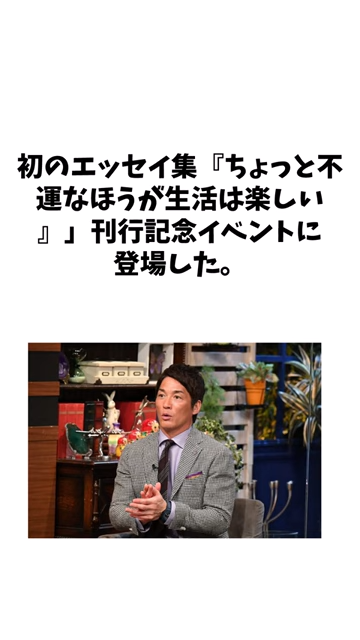 初のエッセイ集『ちょっと不
運なほうが生活は楽しい
』」刊行記念イベントに
登場した。